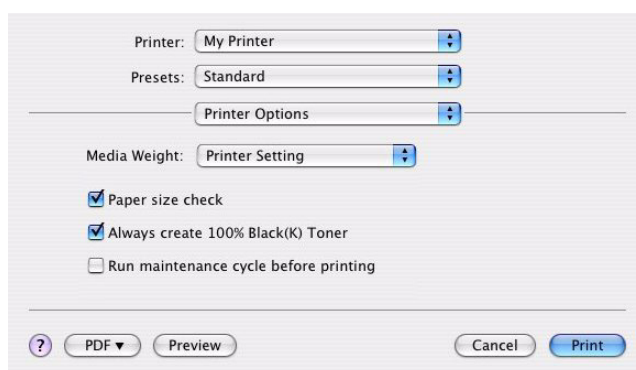 Printer: My Printer
Presets: Standard
Printer Options
Media Weight: Printer Setting
Paper size check
Always create 100% Black(K) Toner
Run maintenance cycle before printing
? PDF ▼ Preview Cancel Print